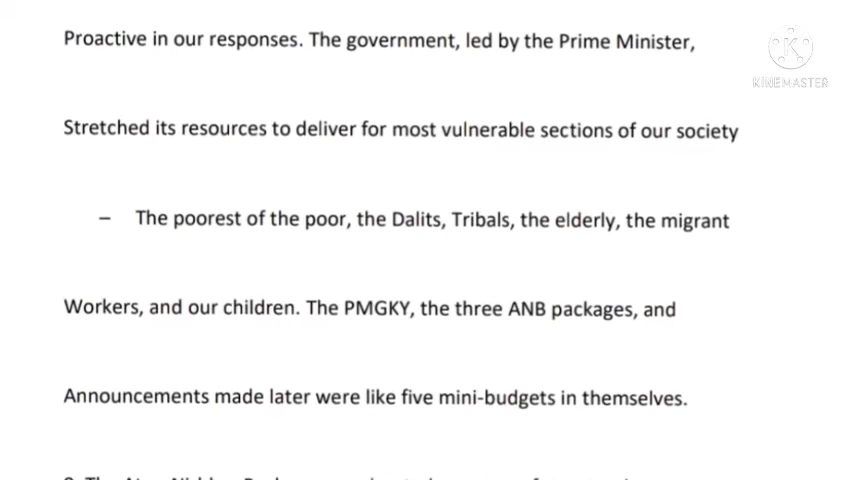 Proactive in our responses. The government, led by the Prime Minister,
KINEMASTER
Stretched its resources to deliver for most vulnerable sections of our society
– The poorest of the poor, the Dalits, Tribals, the elderly, the migrant
Workers, and our children. The PMGKY, the three ANB packages, and
Announcements made later were like five mini-budgets in themselves.